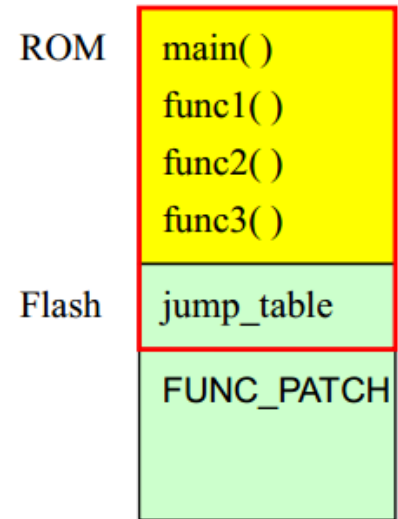 ROM main( )
func1( )
func2( )
func3( )
Flash jump_table
FUNC_PATCH